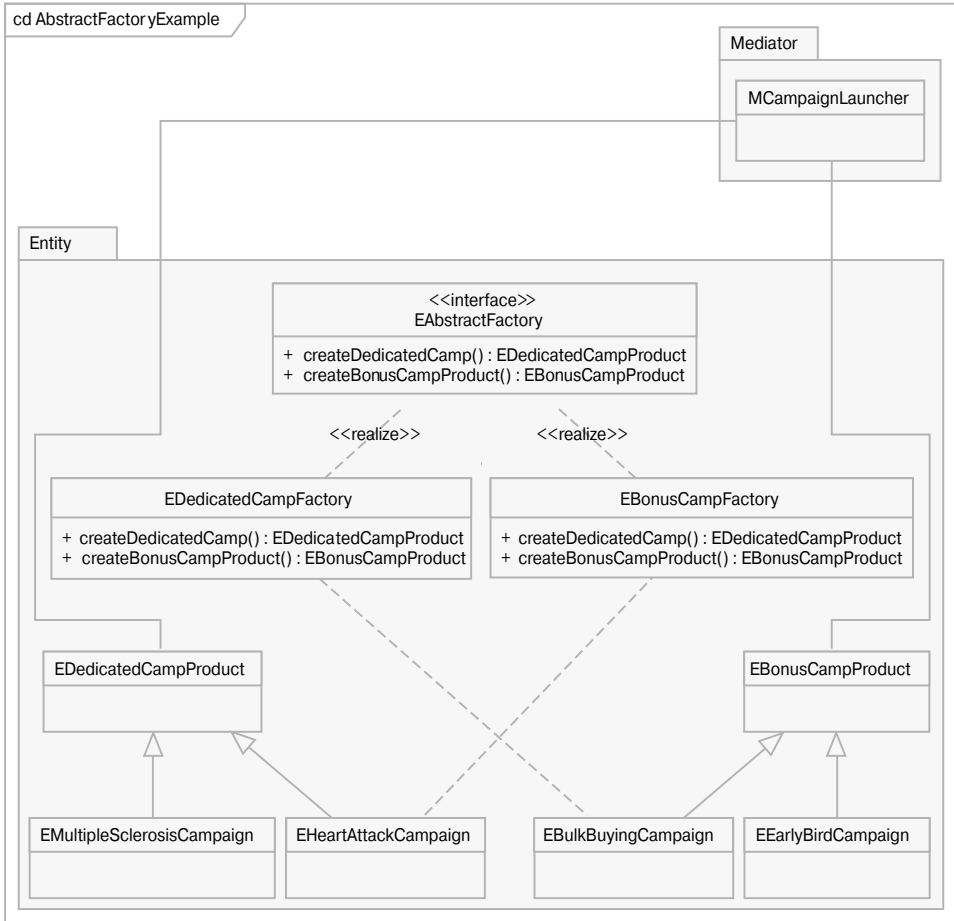 cd AbstractFactoryExample
Mediator
MCampaignLauncher
Entity
<<interface>>
EAbstractFactory
+ createDedicatedCamp() : EDedicatedCampProduct
+ createBonusCampProduct() : EBonusCampProduct
<<realize>>
<<realize>>
EDedicatedCampFactory
+ createDedicatedCamp() : EDedicatedCampProduct
+ createBonusCampProduct() : EBonusCampProduct
EBonusCampFactory
+ createDedicatedCamp() : EDedicatedCampProduct
+ createBonusCampProduct() : EBonusCampProduct
EDedicatedCampProduct
EBonusCampProduct
EMultipleSclerosisCampaign
EHeartAttackCampaign
EBulkBuyingCampaign
EEarlyBirdCampaign